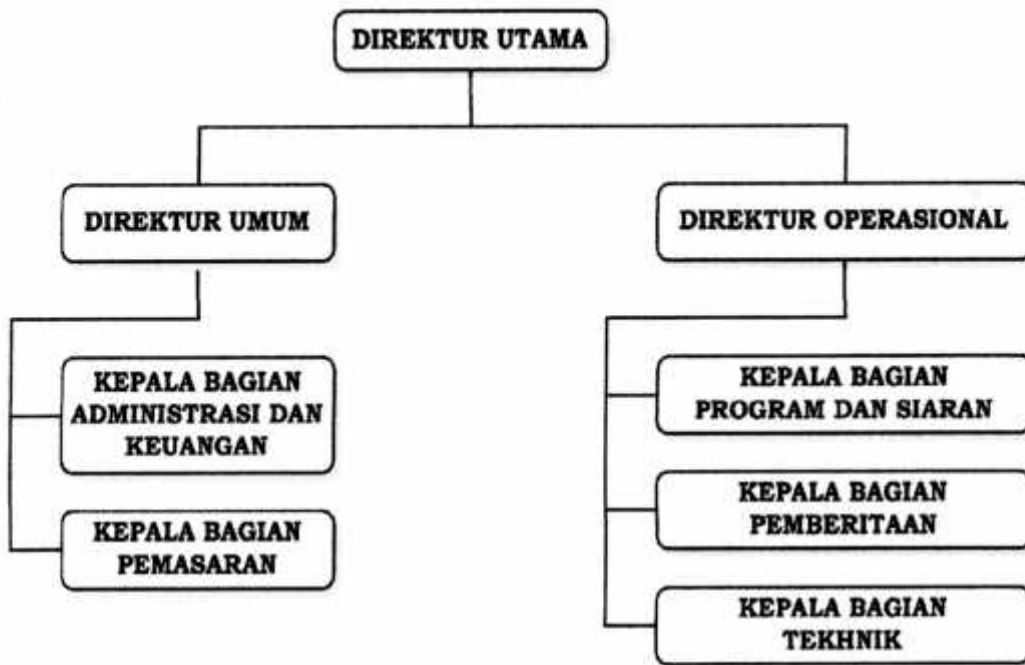 DIREKTUR UTAMA
DIREKTUR UMUM
DIREKTUR OPERASIONAL
KEPALA BAGIAN
ADMINISTRASI DAN
KEUANGAN
KEPALA BAGIAN
PEMASARAN
KEPALA BAGIAN
PROGRAM DAN SIARAN
KEPALA BAGIAN
PEMBERITAAN
KEPALA BAGIAN
TEKHNIK